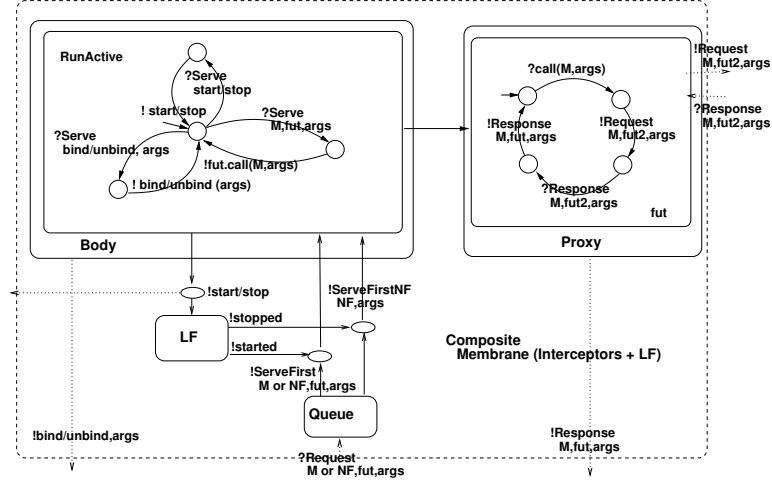 RunActive
?Serve
start/stop
! start/stop
?Serve
M,fut,args
?Serve
bind/unbind, args
!fut.call(M,args)
! bind/unbind (args)
Body
?call(M,args)
!Response
M,fut,args
!Request
M,fut2,args
?Response
M,fut2,args
fut
Proxy
!Request
M,fut2,args
?Response
M,fut2,args
!start/stop
LF
!stopped
!started
!ServeFirstNF
NF,args
!ServeFirst
M or NF,fut,args
Queue
Composite
Membrane (Interceptors + LF)
!bind/unbind,args
?Request
M or NF,fut,args
!Response
M,fut,args